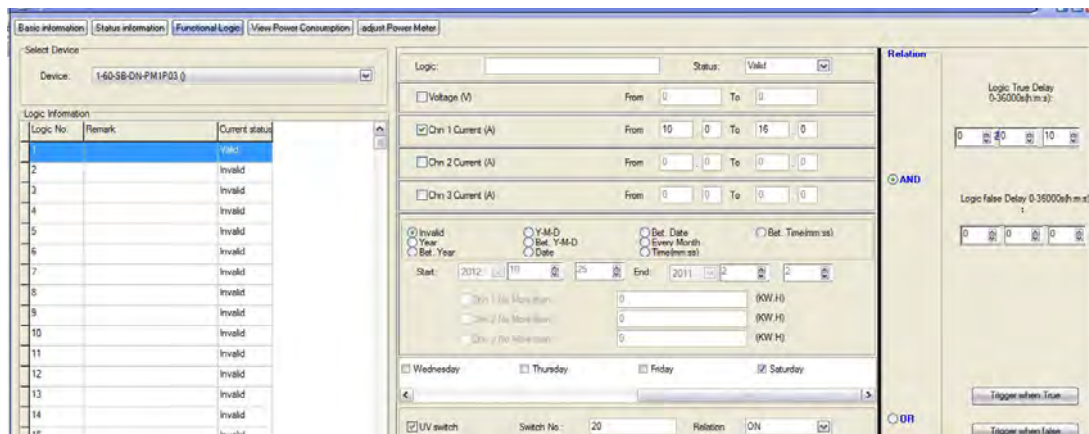 Basic information Status information Functional Logic View Power Consumption adjust Power Meter
Select Device
Device: 1-60-SB-DN-PM1P03 ()
Logic Information
Logic No. Remark Current status
1 Valid
2 Invalid
3 Invalid
4 Invalid
5 Invalid
6 Invalid
7 Invalid
8 Invalid
9 Invalid
10 Invalid
11 Invalid
12 Invalid
13 Invalid
14 Invalid
Logic: Status: Valid
Voltage (V) From 0 To 0
Chn 1 Current (A) From 10 . 0 To 16 . 0
Chn 2 Current (A) From 0 . 0 To 0 . 0
Chn 3 Current (A) From 0 . 0 To 0 . 0
Invalid Y-M-D Bet. Date Bet. Time(mm:ss)
Year Bet. Y-M-D Every Month
Bet. Year Date Time(mm:ss)
Start: 2012 10 25 End: 2011 2 2
Chn 1 No More than 0 (KW.H)
Chn 2 No More than 0 (KW.H)
Chn 3 No More than 0 (KW.H)
Wednesday Thursday Friday Saturday
UV switch Switch No.: 20 Relation ON
Relation
AND
OR
Logic True Delay
0-36000s(h:m:s):
0 20 10
Logic false Delay 0-36000s(h:m:s)
:
0 0 0
Trigger when True
Trigger when false